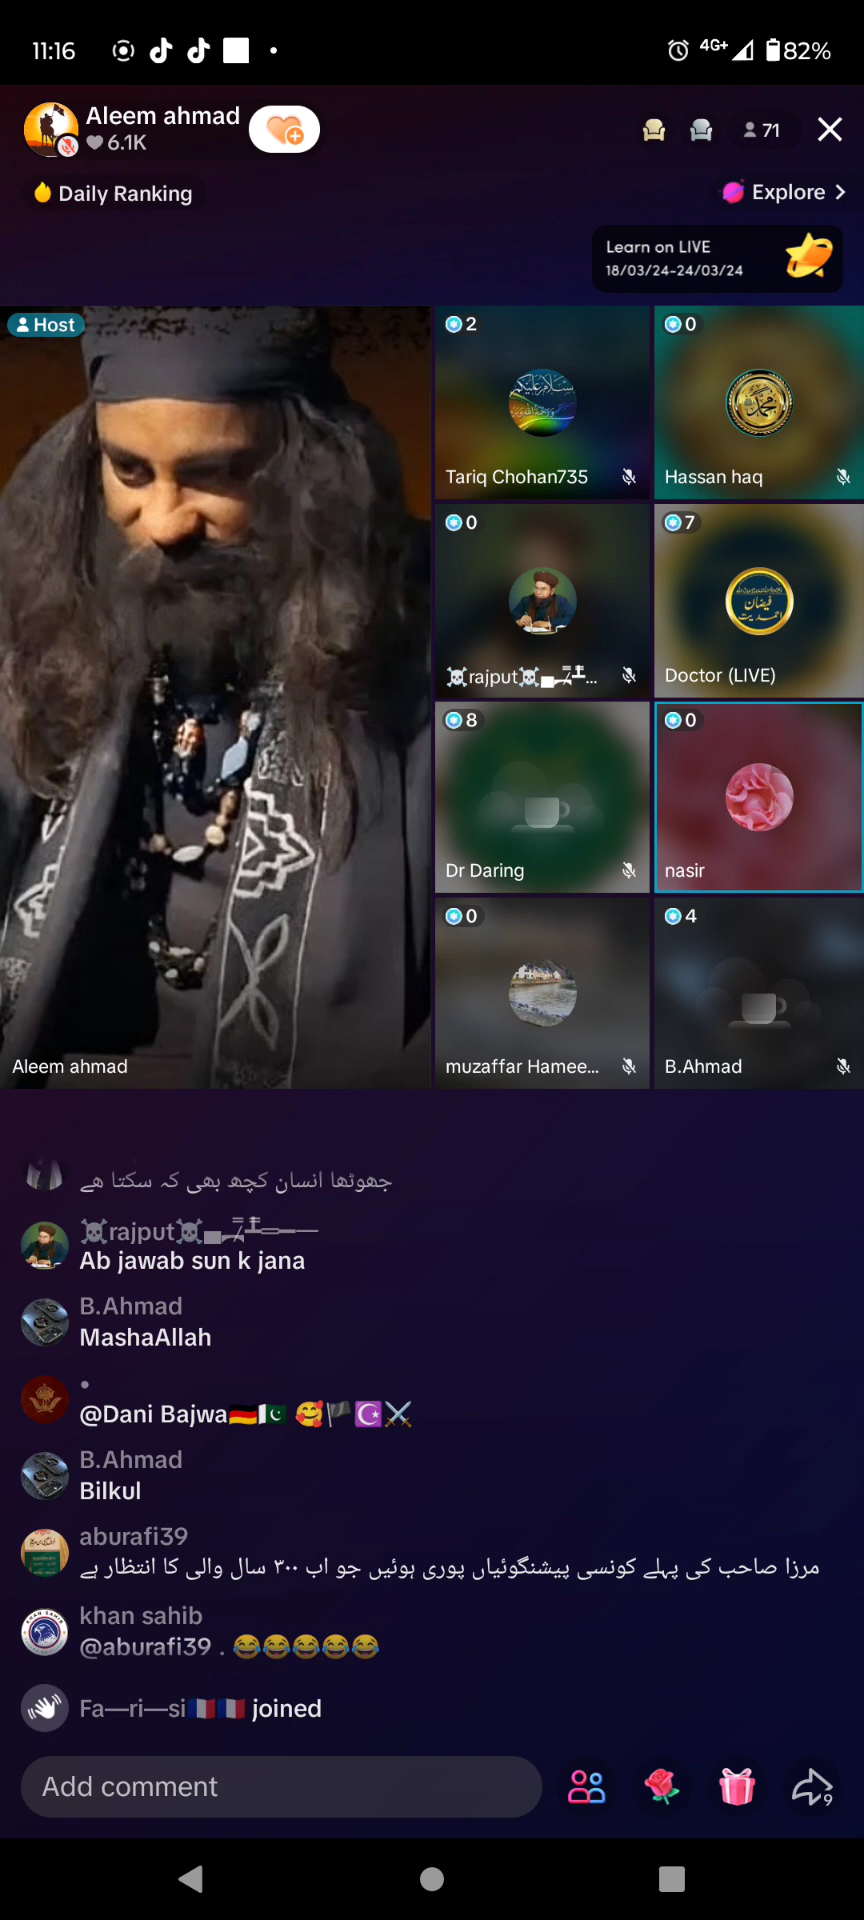 11:16
4G+
82%
Aleem ahmad
6.1K
71
Daily Ranking
Explore
Learn on LIVE
18/03/24-24/03/24
Host
2
Tariq Chohan735
0
Hassan haq
0
☠️rajput☠️▄︻̷̿┻̿...
7
Doctor (LIVE)
فیضان
احمدیت
8
Dr Daring
0
nasir
0
muzaffar Hamee...
4
B.Ahmad
Aleem ahmad
جھوٹھا انسان کچھ بھی کہ سکتا ھے
☠️rajput☠️▄︻̷̿┻̿═━一
Ab jawab sun k jana
B.Ahmad
MashaAllah
•
@Dani Bajwa🇩🇪🇵🇰 🥰🏴☪️⚔️
B.Ahmad
Bilkul
aburafi39
مرزا صاحب کی پہلے کونسی پیشنگوئیاں پوری ہوئیں جو اب ۳۰۰ سال والی کا انتظار ہے
khan sahib
@aburafi39 . 😂😂😂😂😂
Fa—ri—si🇫🇷🇫🇷 joined
Add comment
9